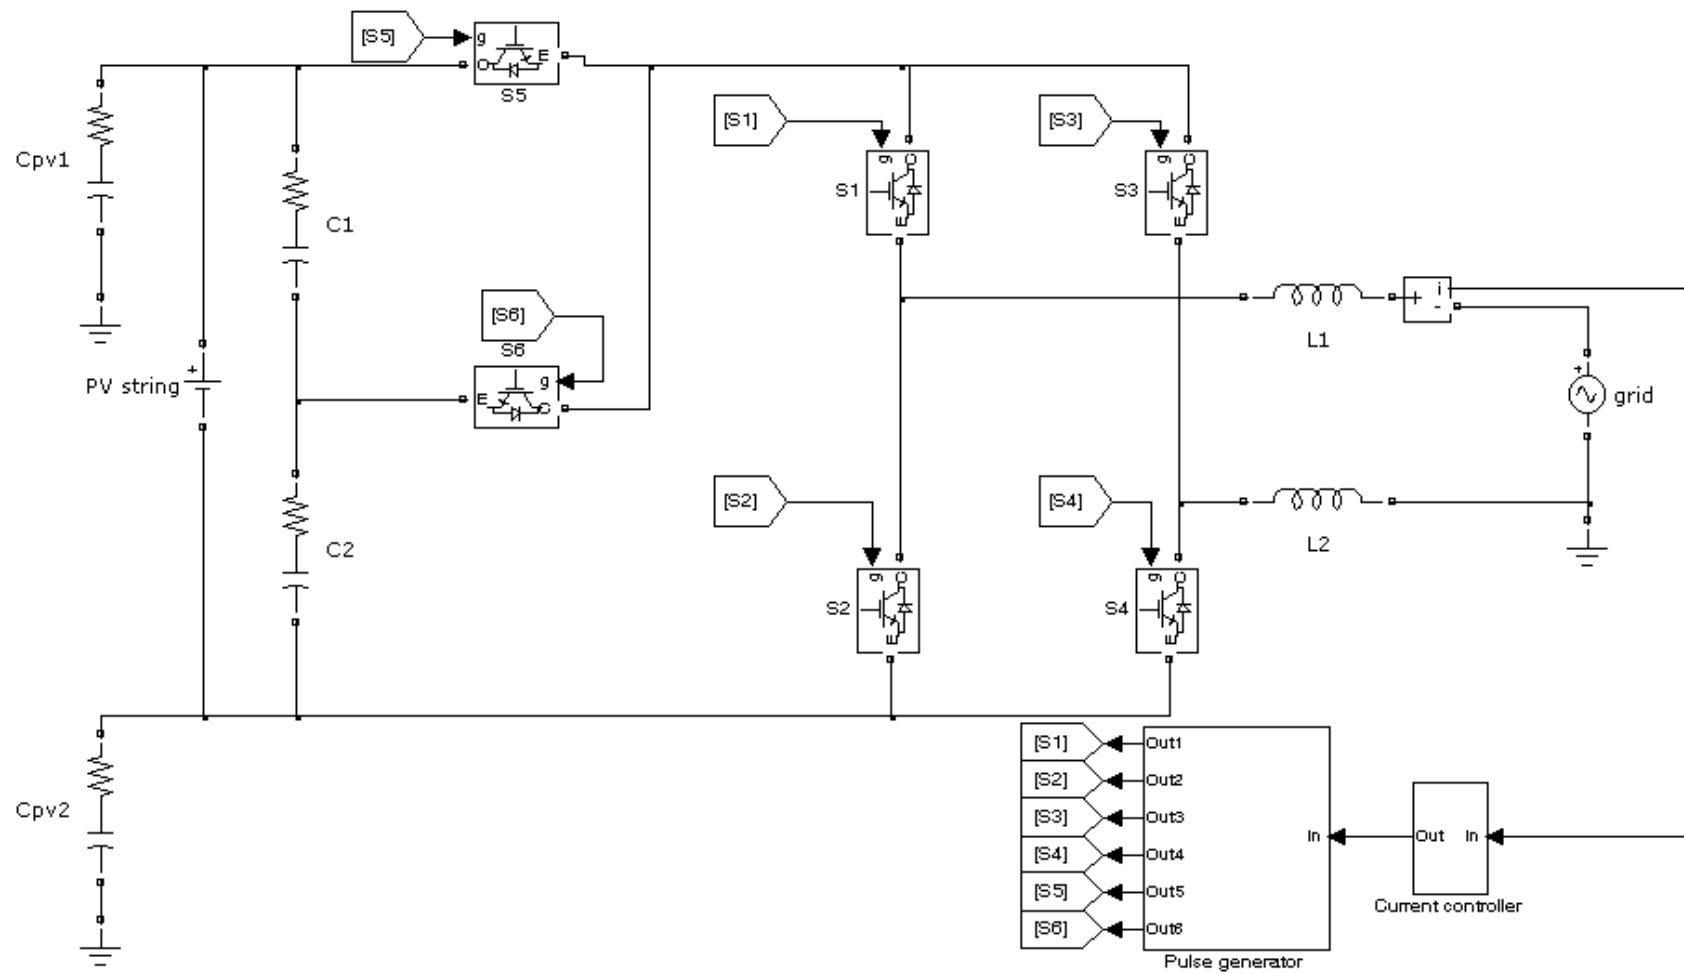 [S5]
g
C
E
S5
[S1]
[S3]
Cpv1
g
C
S1
E
g
C
S3
E
C1
[S6]
S6
i
+
-
L1
PV string
+
E
g
C
+
grid
[S2]
[S4]
C2
L2
g
C
S2
E
g
C
S4
E
Cpv2
[S1]
Out1
[S2]
Out2
[S3]
Out3
[S4]
Out4
[S5]
Out5
[S6]
Out6
In
Out
In
Current controller
Pulse generator